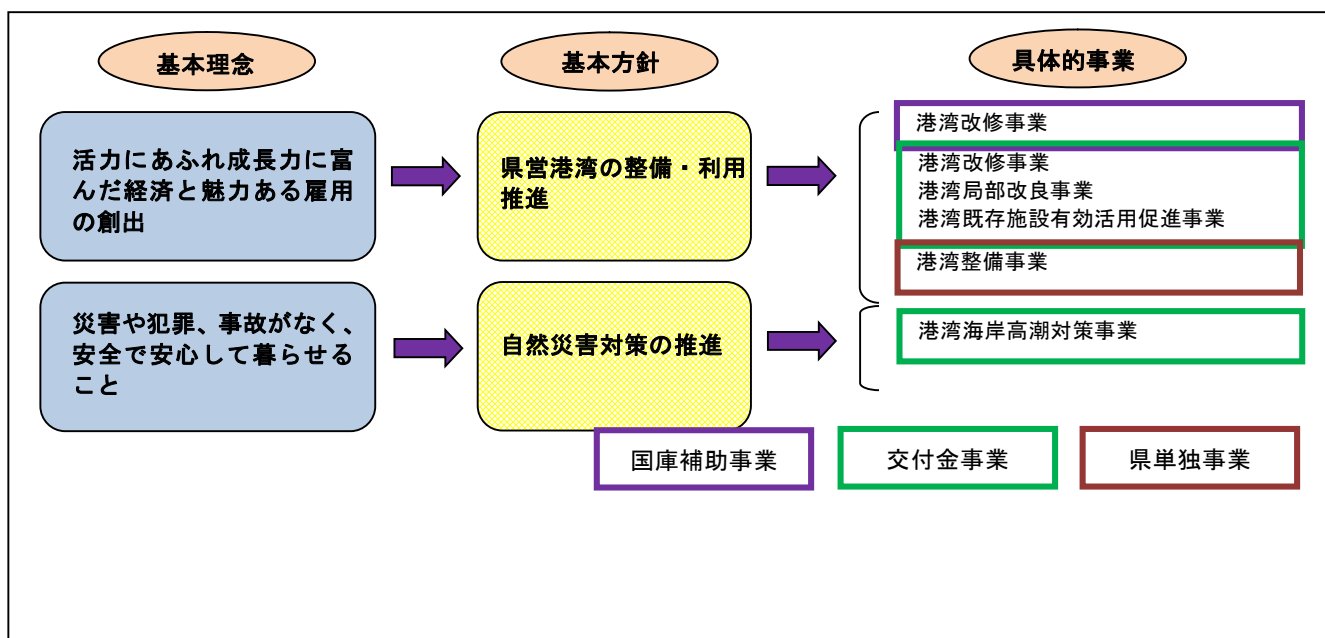 基本理念
基本方針
具体的事業
活力にあふれ成長力に富
んだ経済と魅力ある雇用
の創出
県営港湾の整備・利用
推進
港湾改修事業
港湾改修事業
港湾局部改良事業
港湾既存施設有効活用促進事業
港湾整備事業
災害や犯罪、事故がなく、
安全で安心して暮らせる
こと
自然災害対策の推進
港湾海岸高潮対策事業
国庫補助事業
交付金事業
県単独事業